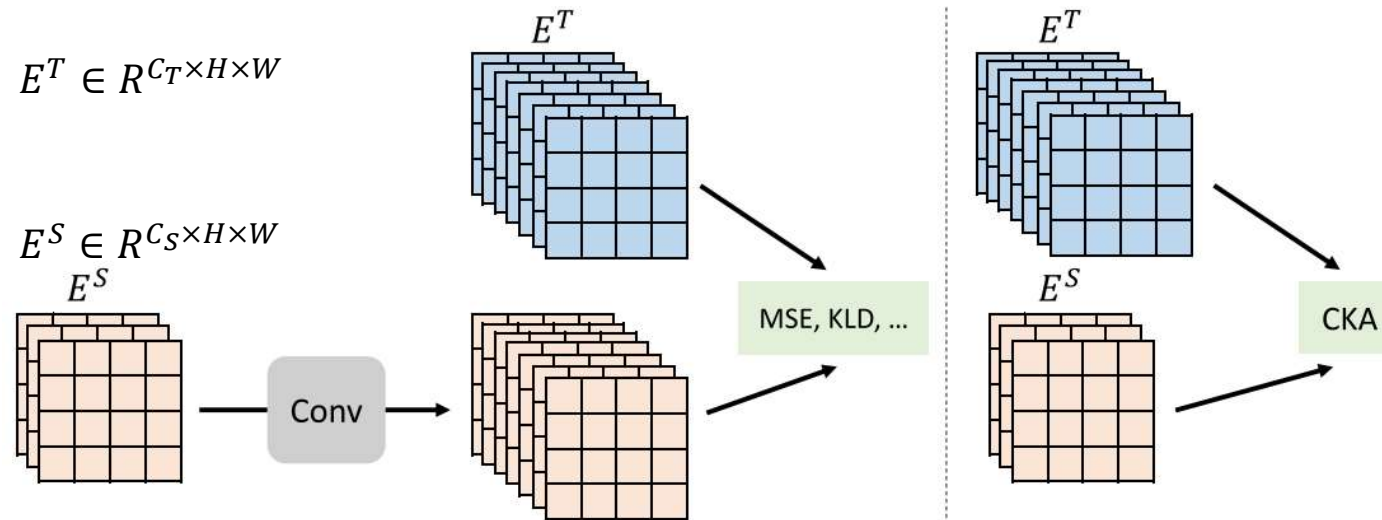 E^T
E^T
E^T ∈ R^{C_T×H×W}
E^S ∈ R^{C_S×H×W}
E^S
E^S
MSE, KLD, ...
CKA
Conv